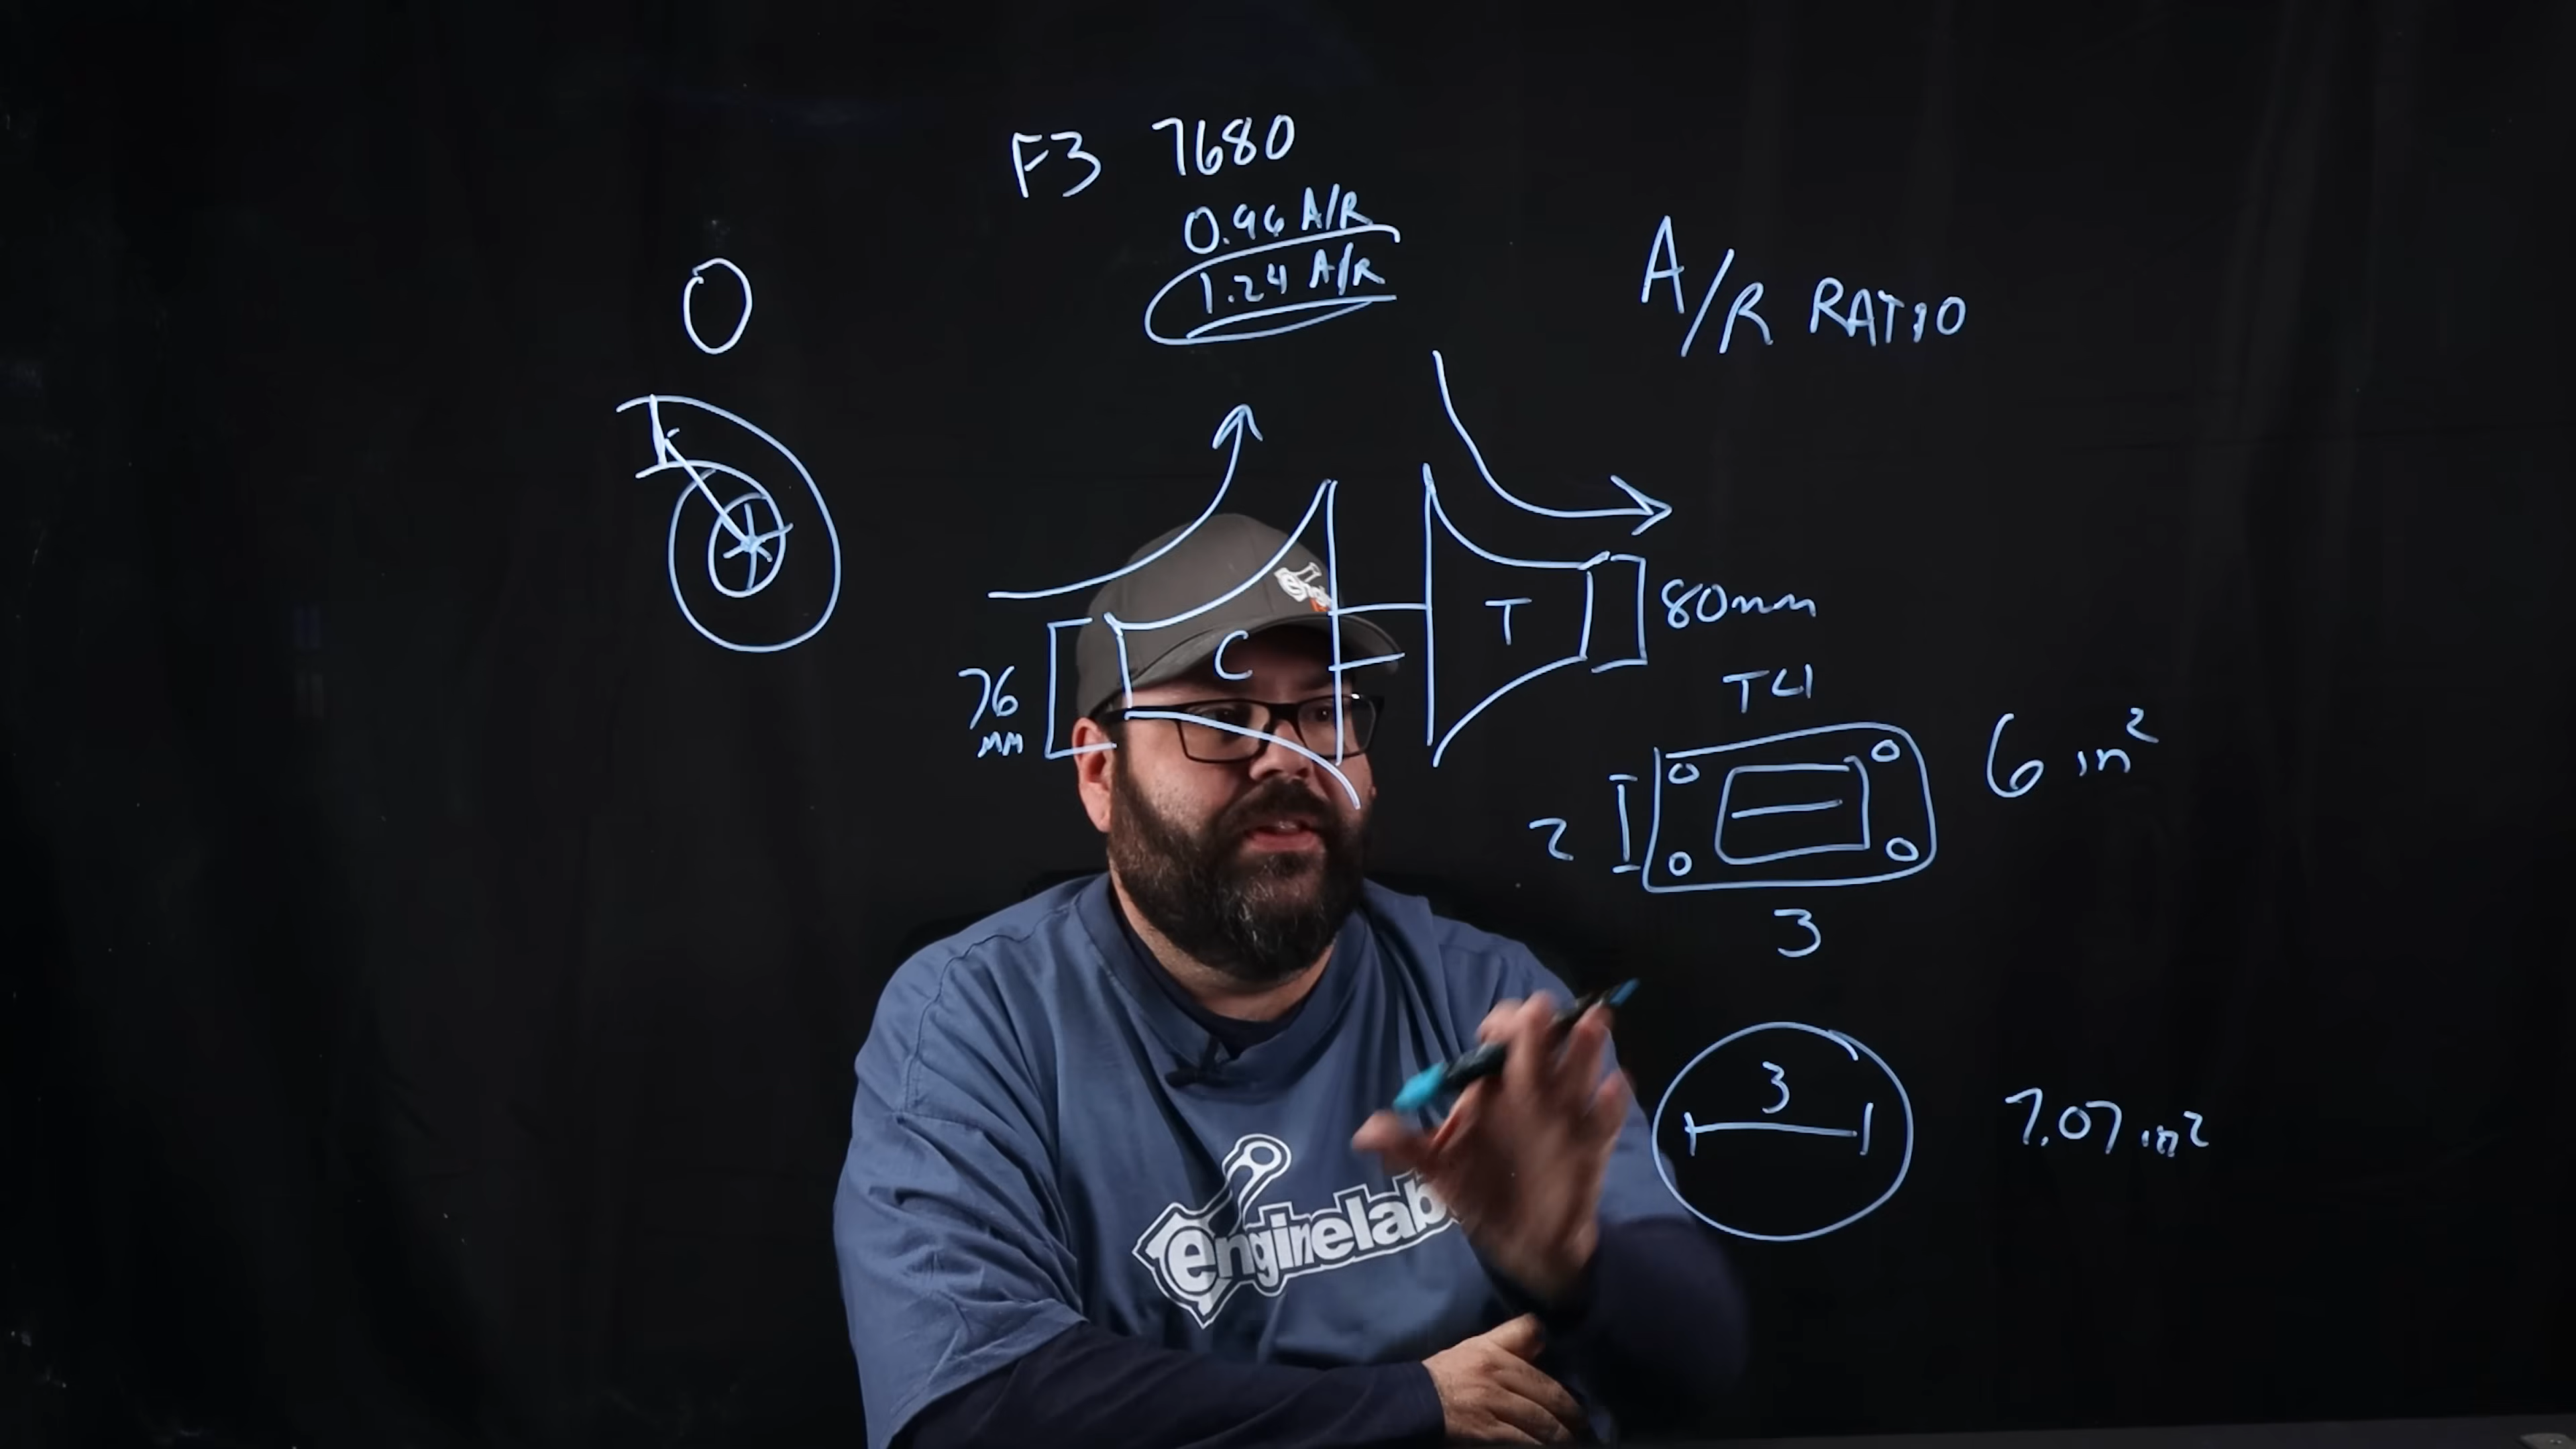 F3 7680
0.96 A/R
1.24 A/R
A/R RATIO
C
T
80mm
76
MM
T4
6 in²
2
3
3
7.07 in²
enginelab